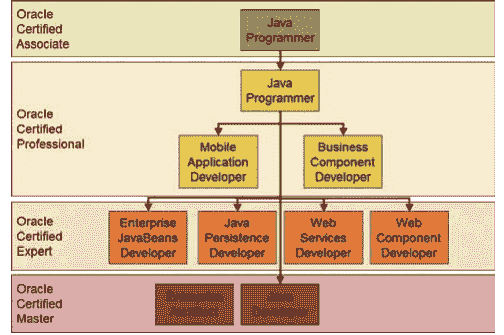 Oracle
Certified
Associate
Java
Programmer
Java
Programmer
Oracle
Certified
Professional
Mobile
Application
Developer
Business
Component
Developer
Oracle
Certified
Expert
Enterprise
JavaBeans
Developer
Java
Persistence
Developer
Web
Services
Developer
Web
Component
Developer
Oracle
Certified
Master